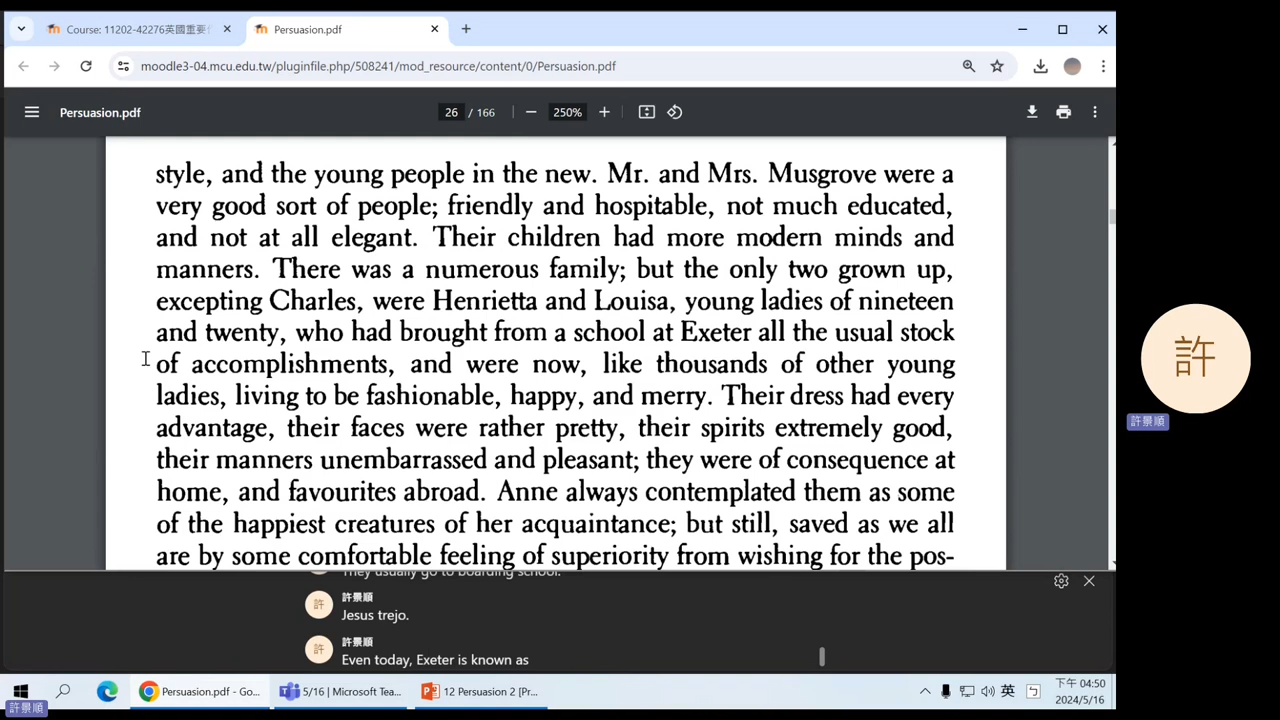 Course: 11202-42276英國重要
Persuasion.pdf
moodle3-04.mcu.edu.tw/pluginfile.php/508241/mod_resource/content/0/Persuasion.pdf
Persuasion.pdf
26 / 166
250%
style, and the young people in the new. Mr. and Mrs. Musgrove were a
very good sort of people; friendly and hospitable, not much educated,
and not at all elegant. Their children had more modern minds and
manners. There was a numerous family; but the only two grown up,
excepting Charles, were Henrietta and Louisa, young ladies of nineteen
and twenty, who had brought from a school at Exeter all the usual stock
of accomplishments, and were now, like thousands of other young
ladies, living to be fashionable, happy, and merry. Their dress had every
advantage, their faces were rather pretty, their spirits extremely good,
their manners unembarrassed and pleasant; they were of consequence at
home, and favourites abroad. Anne always contemplated them as some
of the happiest creatures of her acquaintance; but still, saved as we all
are by some comfortable feeling of superiority from wishing for the pos-
They usually go to boarding school.
許
許景順
Jesus trejo.
許
許景順
Even today, Exeter is known as
許
許景順
Persuasion.pdf - Go...
5/16 | Microsoft Tea...
12 Persuasion 2 [Pr...
英
下午 04:50
2024/5/16
許景順